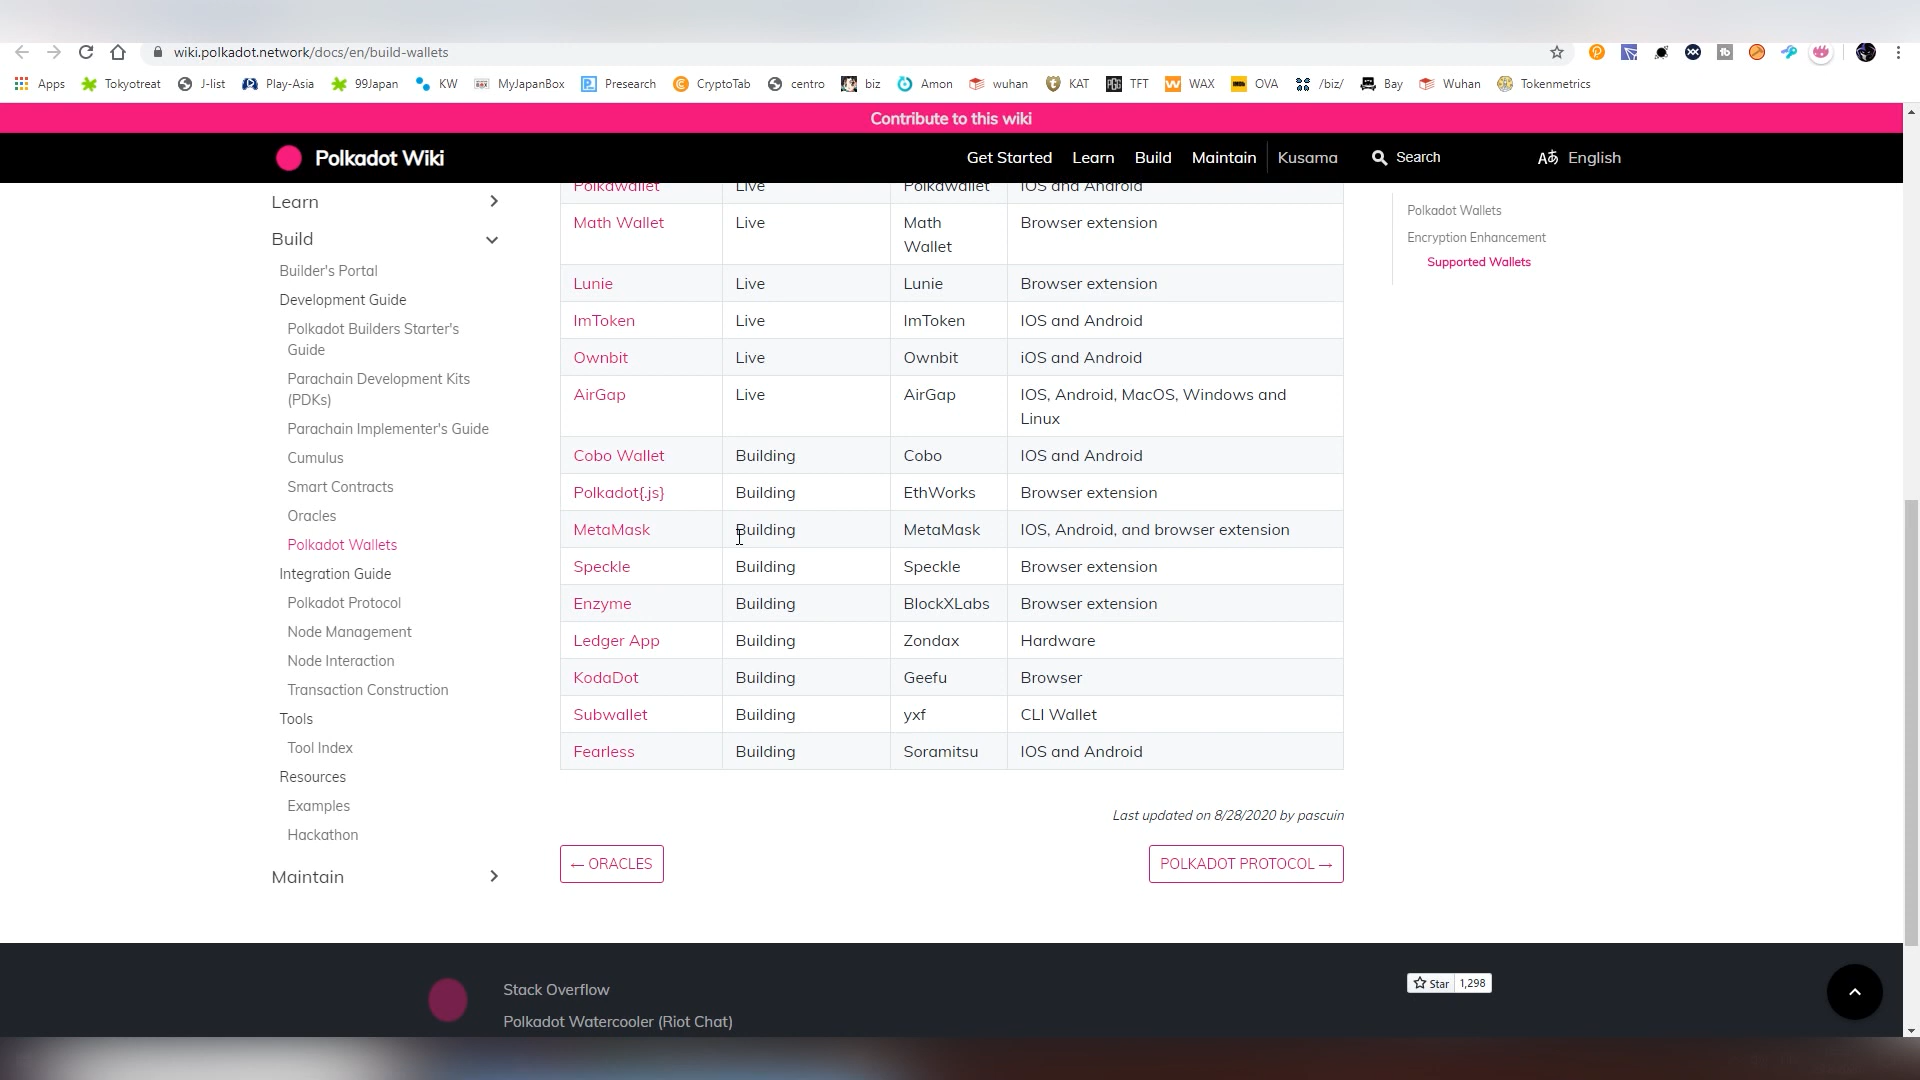 wiki.polkadot.network/docs/en/build-wallets
Apps Tokyotreat J-list Play-Asia 99Japan KW MyJapanBox Presearch CryptoTab centro biz Amon wuhan KAT TFT WAX OVA /biz/ Bay Wuhan Tokenmetrics
Contribute to this wiki
Polkadot Wiki Get Started Learn Build Maintain Kusama Search English
Learn
Build
Builder's Portal
Development Guide
Polkadot Builders Starter's
Guide
Parachain Development Kits
(PDKs)
Parachain Implementer's Guide
Cumulus
Smart Contracts
Oracles
Polkadot Wallets
Integration Guide
Polkadot Protocol
Node Management
Node Interaction
Transaction Construction
Tools
Tool Index
Resources
Examples
Hackathon
Maintain
Polkawallet Live Polkawallet IOS and Android
Math Wallet Live Math
Wallet Browser extension
Lunie Live Lunie Browser extension
ImToken Live ImToken IOS and Android
Ownbit Live Ownbit iOS and Android
AirGap Live AirGap IOS, Android, MacOS, Windows and
Linux
Cobo Wallet Building Cobo IOS and Android
Polkadot{.js} Building EthWorks Browser extension
MetaMask Building MetaMask IOS, Android, and browser extension
Speckle Building Speckle Browser extension
Enzyme Building BlockXLabs Browser extension
Ledger App Building Zondax Hardware
KodaDot Building Geefu Browser
Subwallet Building yxf CLI Wallet
Fearless Building Soramitsu IOS and Android
Last updated on 8/28/2020 by pascuin
← ORACLES
POLKADOT PROTOCOL →
Polkadot Wallets
Encryption Enhancement
Supported Wallets
Stack Overflow
Polkadot Watercooler (Riot Chat)
Star 1,298